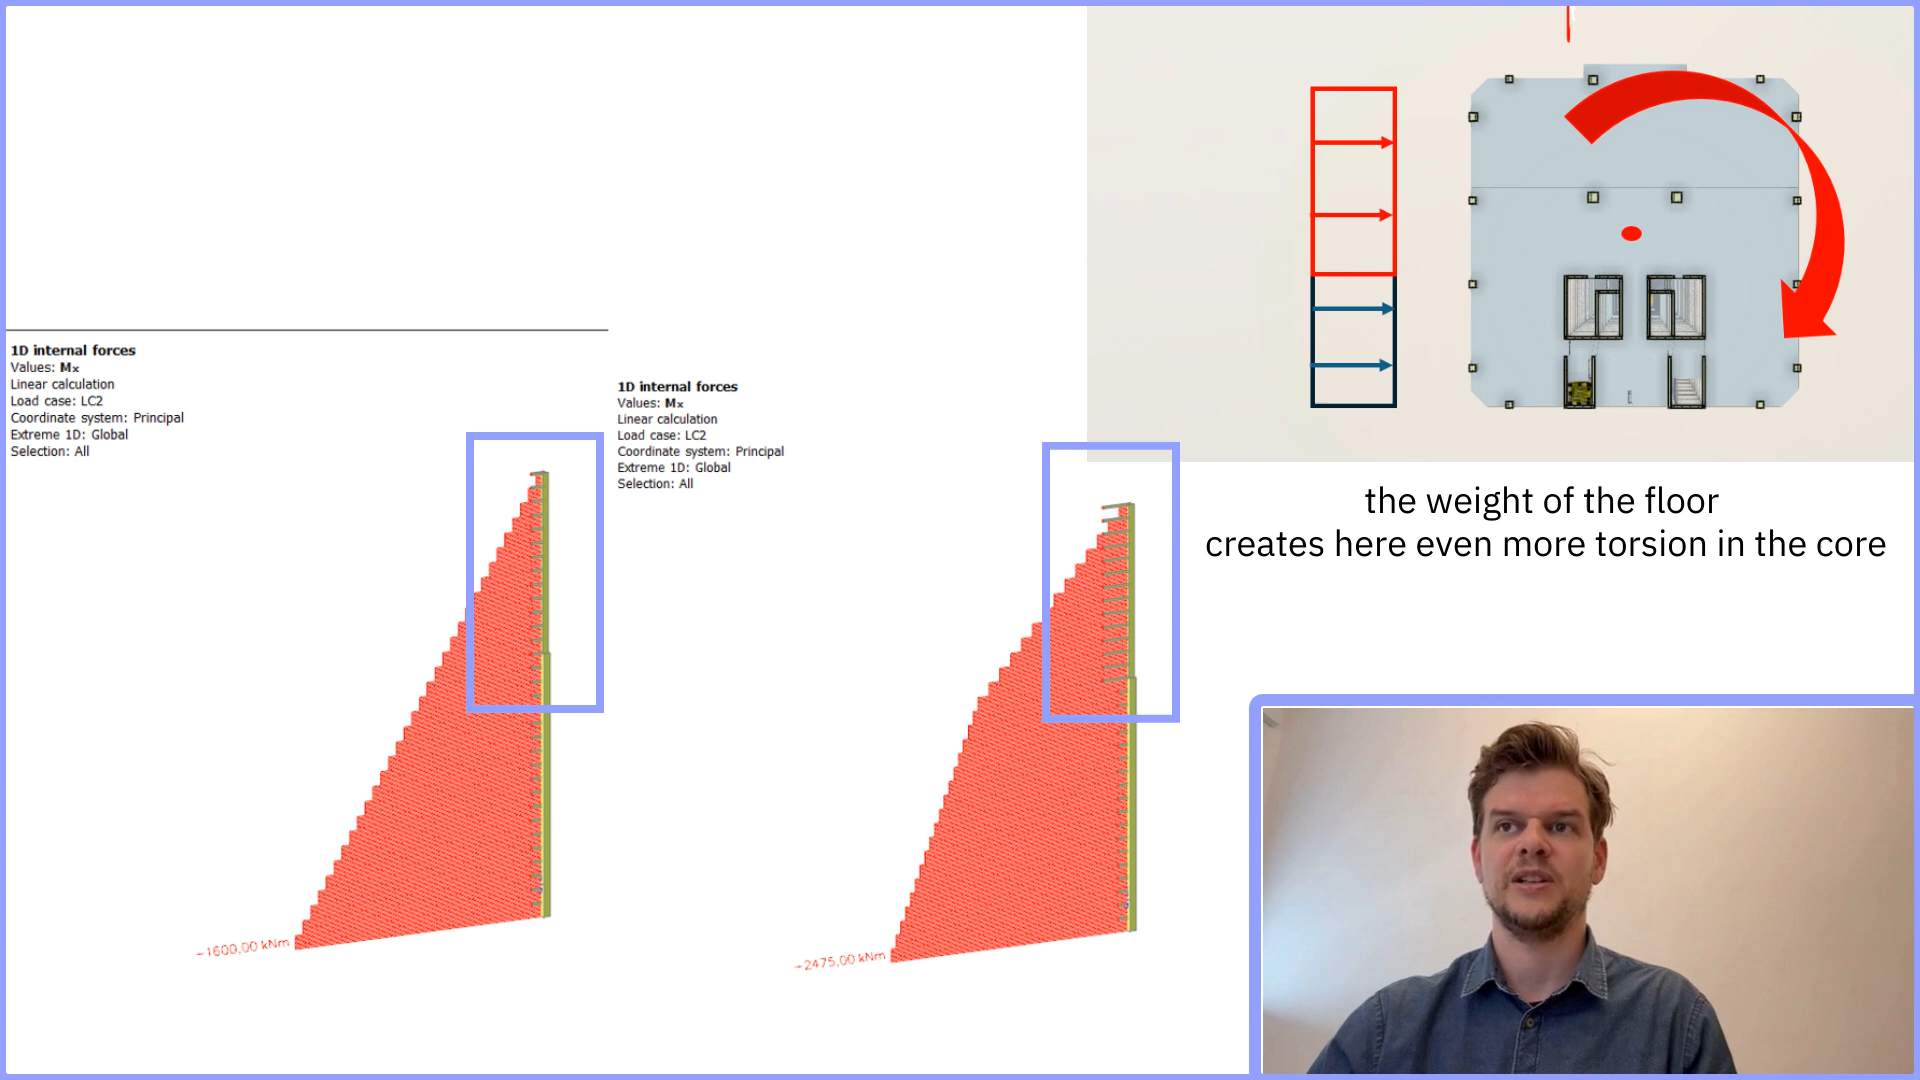 1D internal forces
Values: Mx
Linear calculation
Load case: LC2
Coordinate system: Principal
Extreme 1D: Global
Selection: All
-1600,00 kNm
1D internal forces
Values: Mx
Linear calculation
Load case: LC2
Coordinate system: Principal
Extreme 1D: Global
Selection: All
-2475,00 kNm
the weight of the floor
creates here even more torsion in the core